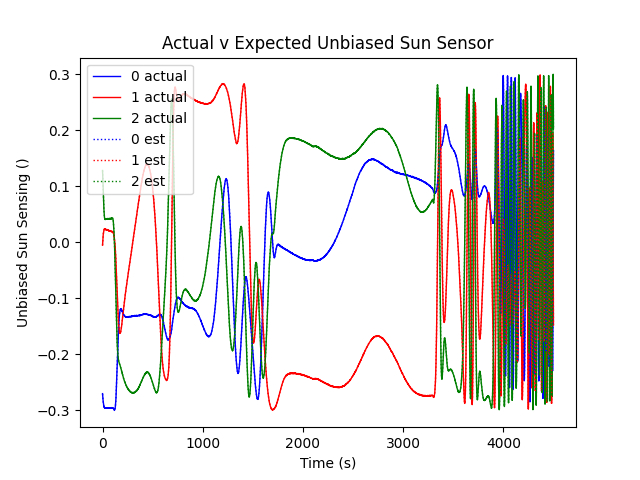 Actual v Expected Unbiased Sun Sensor
0.3
0.2
0.1
0.0
−0.1
−0.2
−0.3
Unbiased Sun Sensing ()
0 actual
1 actual
2 actual
0 est
1 est
2 est
0
1000
2000
3000
4000
Time (s)